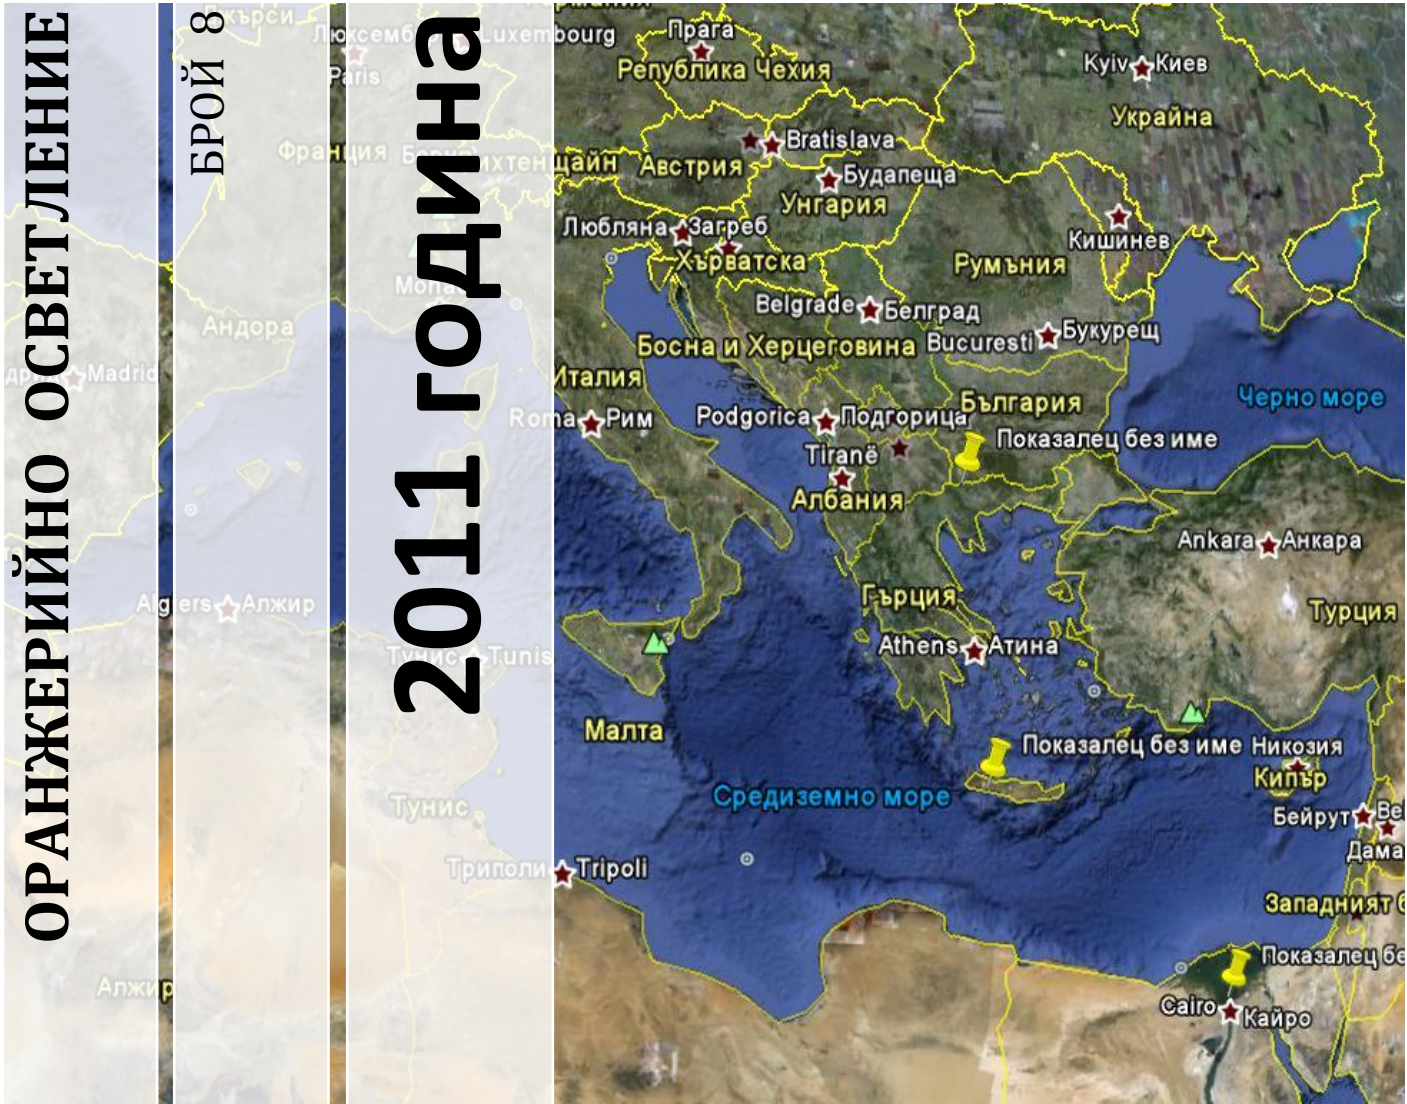 ОРАНЖЕРИЙНО ОСВЕТЛЕНИЕ
БРОЙ 8
2011 година
Luxembourg
Прага
Paris
Република Чехия
Kyiv Киев
Украйна
Франция
Bratislava
Австрия
Будапеща
Унгария
Любляна Загреб
Кишинев
Хърватска
Румъния
Андора
Belgrade Белград
Bucuresti Букурещ
Босна и Херцеговина
Madrid
Италия
Черно море
България
Roma Рим
Podgorica Подгорица
Показалец без име
Tiranë
Албания
Ankara Анкара
Гърция
Algiers Алжир
Турция
Athens Атина
Тунис Tunis
Малта
Показалец без име
Никозия
Кипър
Средиземно море
Тунис
Бейрут
Триполи Tripoli
Западният
Показалец
Алжир
Cairo Кайро